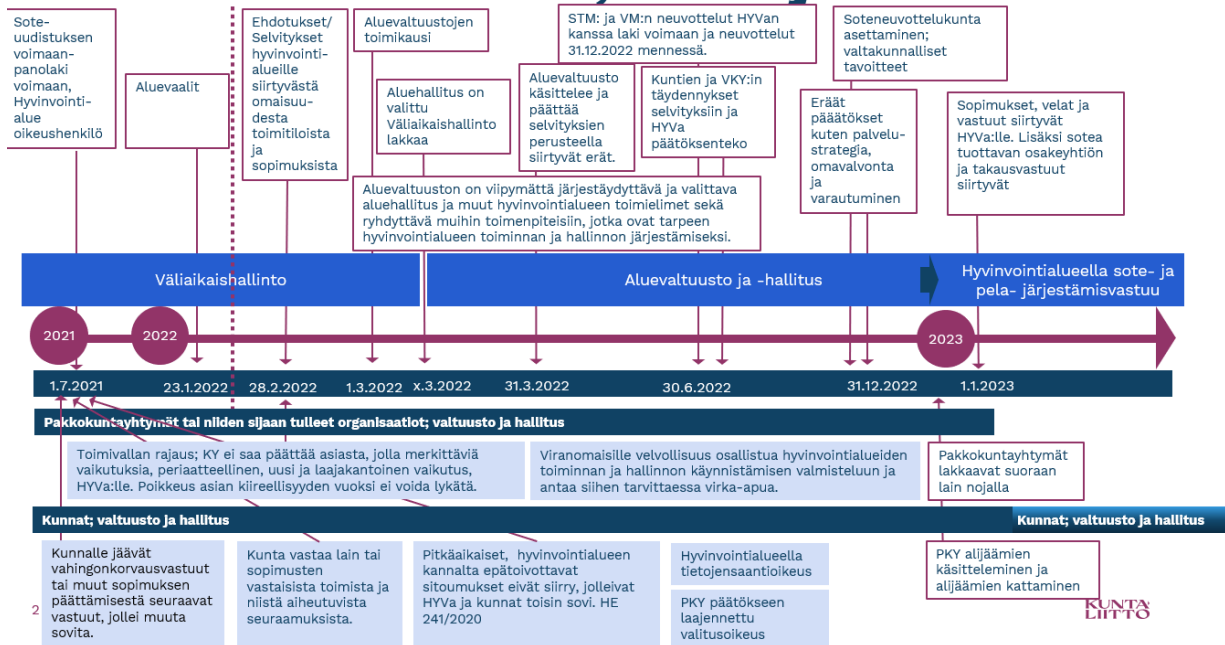 Sote-
uudistuksen
voimaan-
panolaki
voimaan,
Hyvinvointi-
alue
oikeushenkilö
Aluevaalit
Ehdotukset/
Selvitykset
hyvinvointi-
alueille
siirtyvästä
omaisuu-
desta
toimitiloista
ja
sopimuksista
Aluevaltuustojen
toimikausi
Aluehallitus on
valittu
Väliaikaishallinto
lakkaa
STM: ja VM:n neuvottelut HYVan
kanssa laki voimaan ja neuvottelut
31.12.2022 mennessä.
Aluevaltuusto
käsittelee ja
päättää
selvityksien
perusteella
siirtyvät erät.
Kuntien ja VKY:in
täydennykset
selvityksiin ja
HYVa
päätöksenteko
Soteneuvottelukunta
asettaminen;
valtakunnalliset
tavoitteet
Eräät
pääätökset
kuten palvelu-
strategia,
omavalvonta
ja
varautuminen
Sopimukset, velat ja
vastuut siirtyvät
HYVa:lle. Lisäksi sotea
tuottavan osakeyhtiön
ja takausvastuut
siirtyvät
Aluevaltuuston on viipymättä järjestäydyttävä ja valittava
aluehallitus ja muut hyvinvointialueen toimielimet sekä
ryhdyttävä muihin toimenpiteisiin, jotka ovat tarpeen
hyvinvointialueen toiminnan ja hallinnon järjestämiseksi.
Väliaikaishallinto
Aluevaltuusto ja -hallitus
Hyvinvointialueella sote- ja
pela- järjestämisvastuu
2021
2022
2023
1.7.2021
23.1.2022
28.2.2022
1.3.2022
x.3.2022
31.3.2022
30.6.2022
31.12.2022
1.1.2023
Pakkokuntayhtymät tai niiden sijaan tulleet organisaatiot; valtuusto ja hallitus
Toimivallan rajaus; KY ei saa päättää asiasta, jolla merkittäviä
vaikutuksia, periaatteellinen, uusi ja laajakantoinen vaikutus,
HYVa:lle. Poikkeus asian kiireellisyyden vuoksi ei voida lykätä.
Viranomaisille velvollisuus osallistua hyvinvointialueiden
toiminnan ja hallinnon käynnistämisen valmisteluun ja
antaa siihen tarvittaessa virka-apua.
Pakkokuntayhtymät
lakkaavat suoraan
lain nojalla
Kunnat; valtuusto ja hallitus
Kunnat; valtuusto ja hallitus
Kunnalle jäävät
vahingonkorvausvastuut
tai muut sopimuksen
päättämisestä seuraavat
vastuut, jollei muuta
sovita.
Kunta vastaa lain tai
sopimusten
vastaisista toimista ja
niistä aiheutuvista
seuraamuksista.
Pitkäaikaiset, hyvinvointialueen
kannalta epätoivottavat
sitoumukset eivät siirry, jolleivat
HYVa ja kunnat toisin sovi. HE
241/2020
Hyvinvointialueella
tietojensaantioikeus
PKY päätökseen
laajennettu
valitusoikeus
PKY alijäämien
käsitteleminen ja
alijäämien kattaminen
2
KUNTA
LIITTO